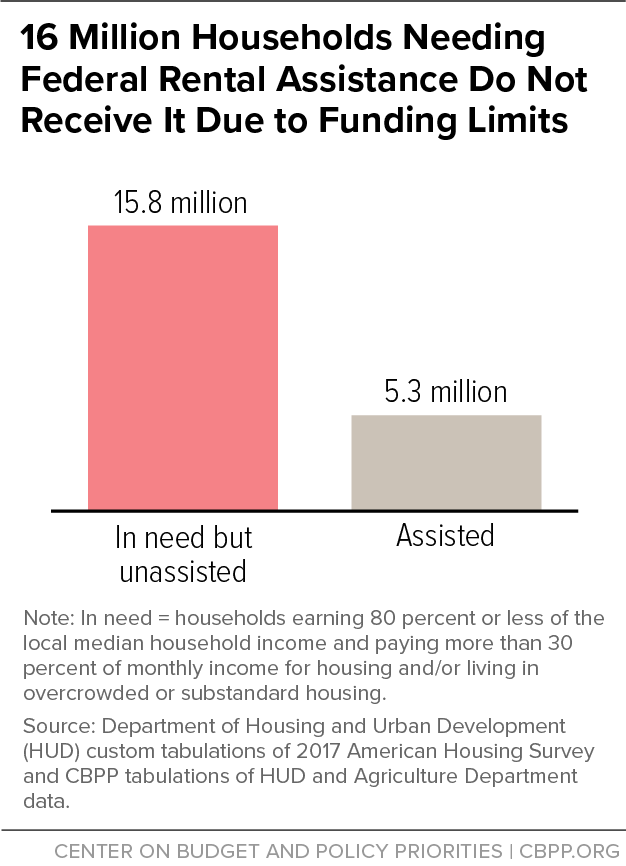 16 Million Households Needing
Federal Rental Assistance Do Not
Receive It Due to Funding Limits
15.8 million
5.3 million
In need but
unassisted
Assisted
Note: In need = households earning 80 percent or less of the
local median household income and paying more than 30
percent of monthly income for housing and/or living in
overcrowded or substandard housing.
Source: Department of Housing and Urban Development
(HUD) custom tabulations of 2017 American Housing Survey
and CBPP tabulations of HUD and Agriculture Department
data.
CENTER ON BUDGET AND POLICY PRIORITIES | CBPP.ORG